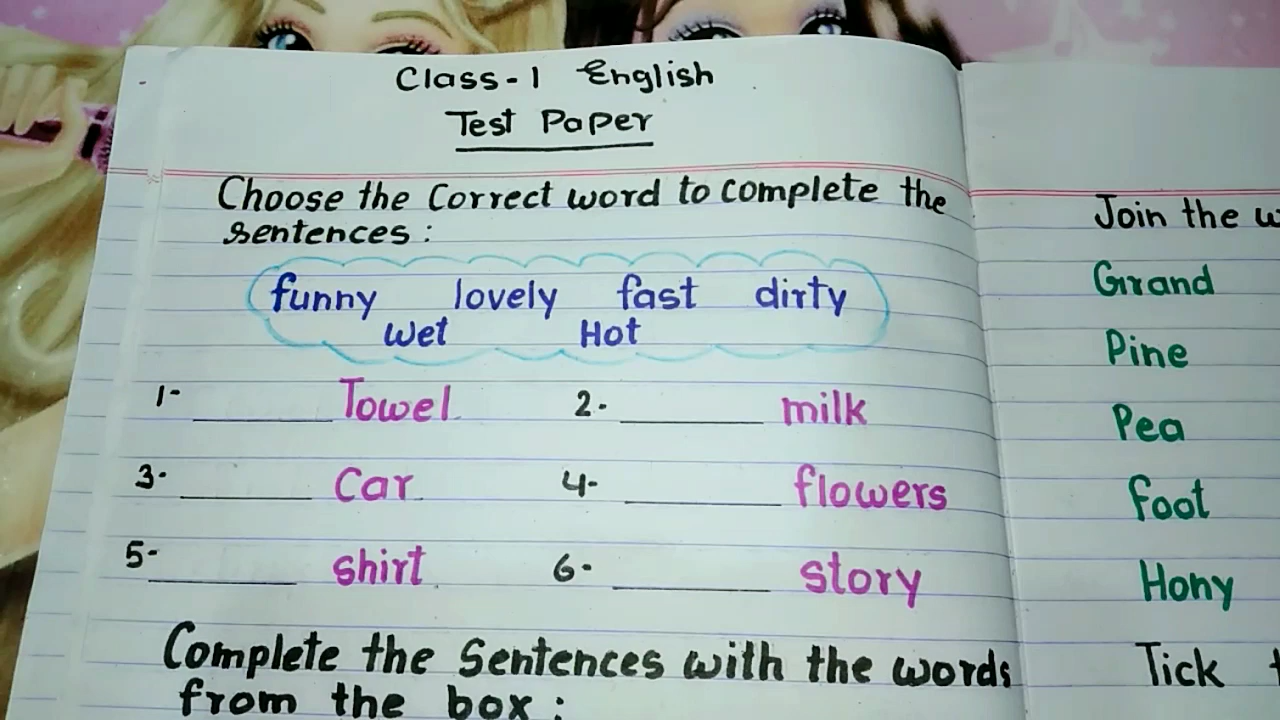 Class-1 English
Test Paper
Choose the Correct word to complete the
sentences:
funny lovely fast dirty
wet Hot
1- ______ Towel 2- ______ milk
3- ______ Car 4- ______ flowers
5- ______ shirt 6- ______ story
Complete the Sentences with the words
from the box:
Join the
Grand
Pine
Pea
foot
Hony
Tick